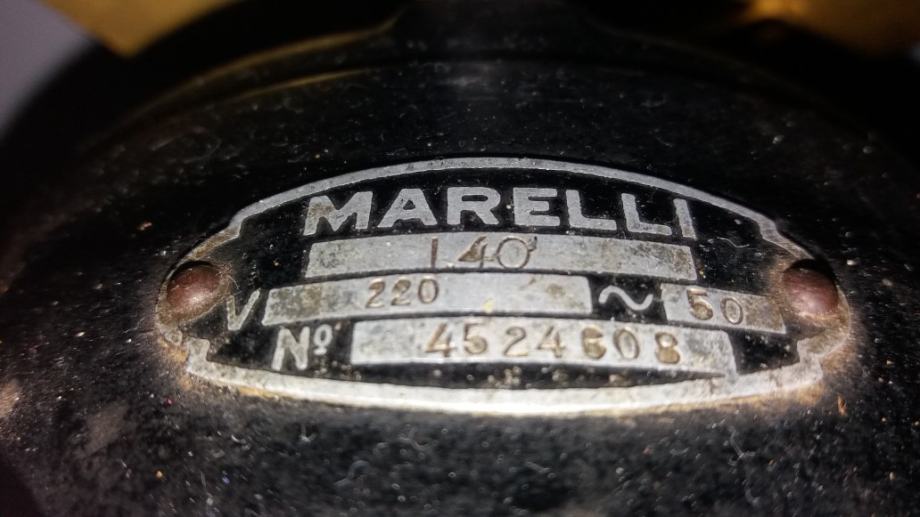 MARELLI
I.40
V 220 ~ 50
Nº 4524608